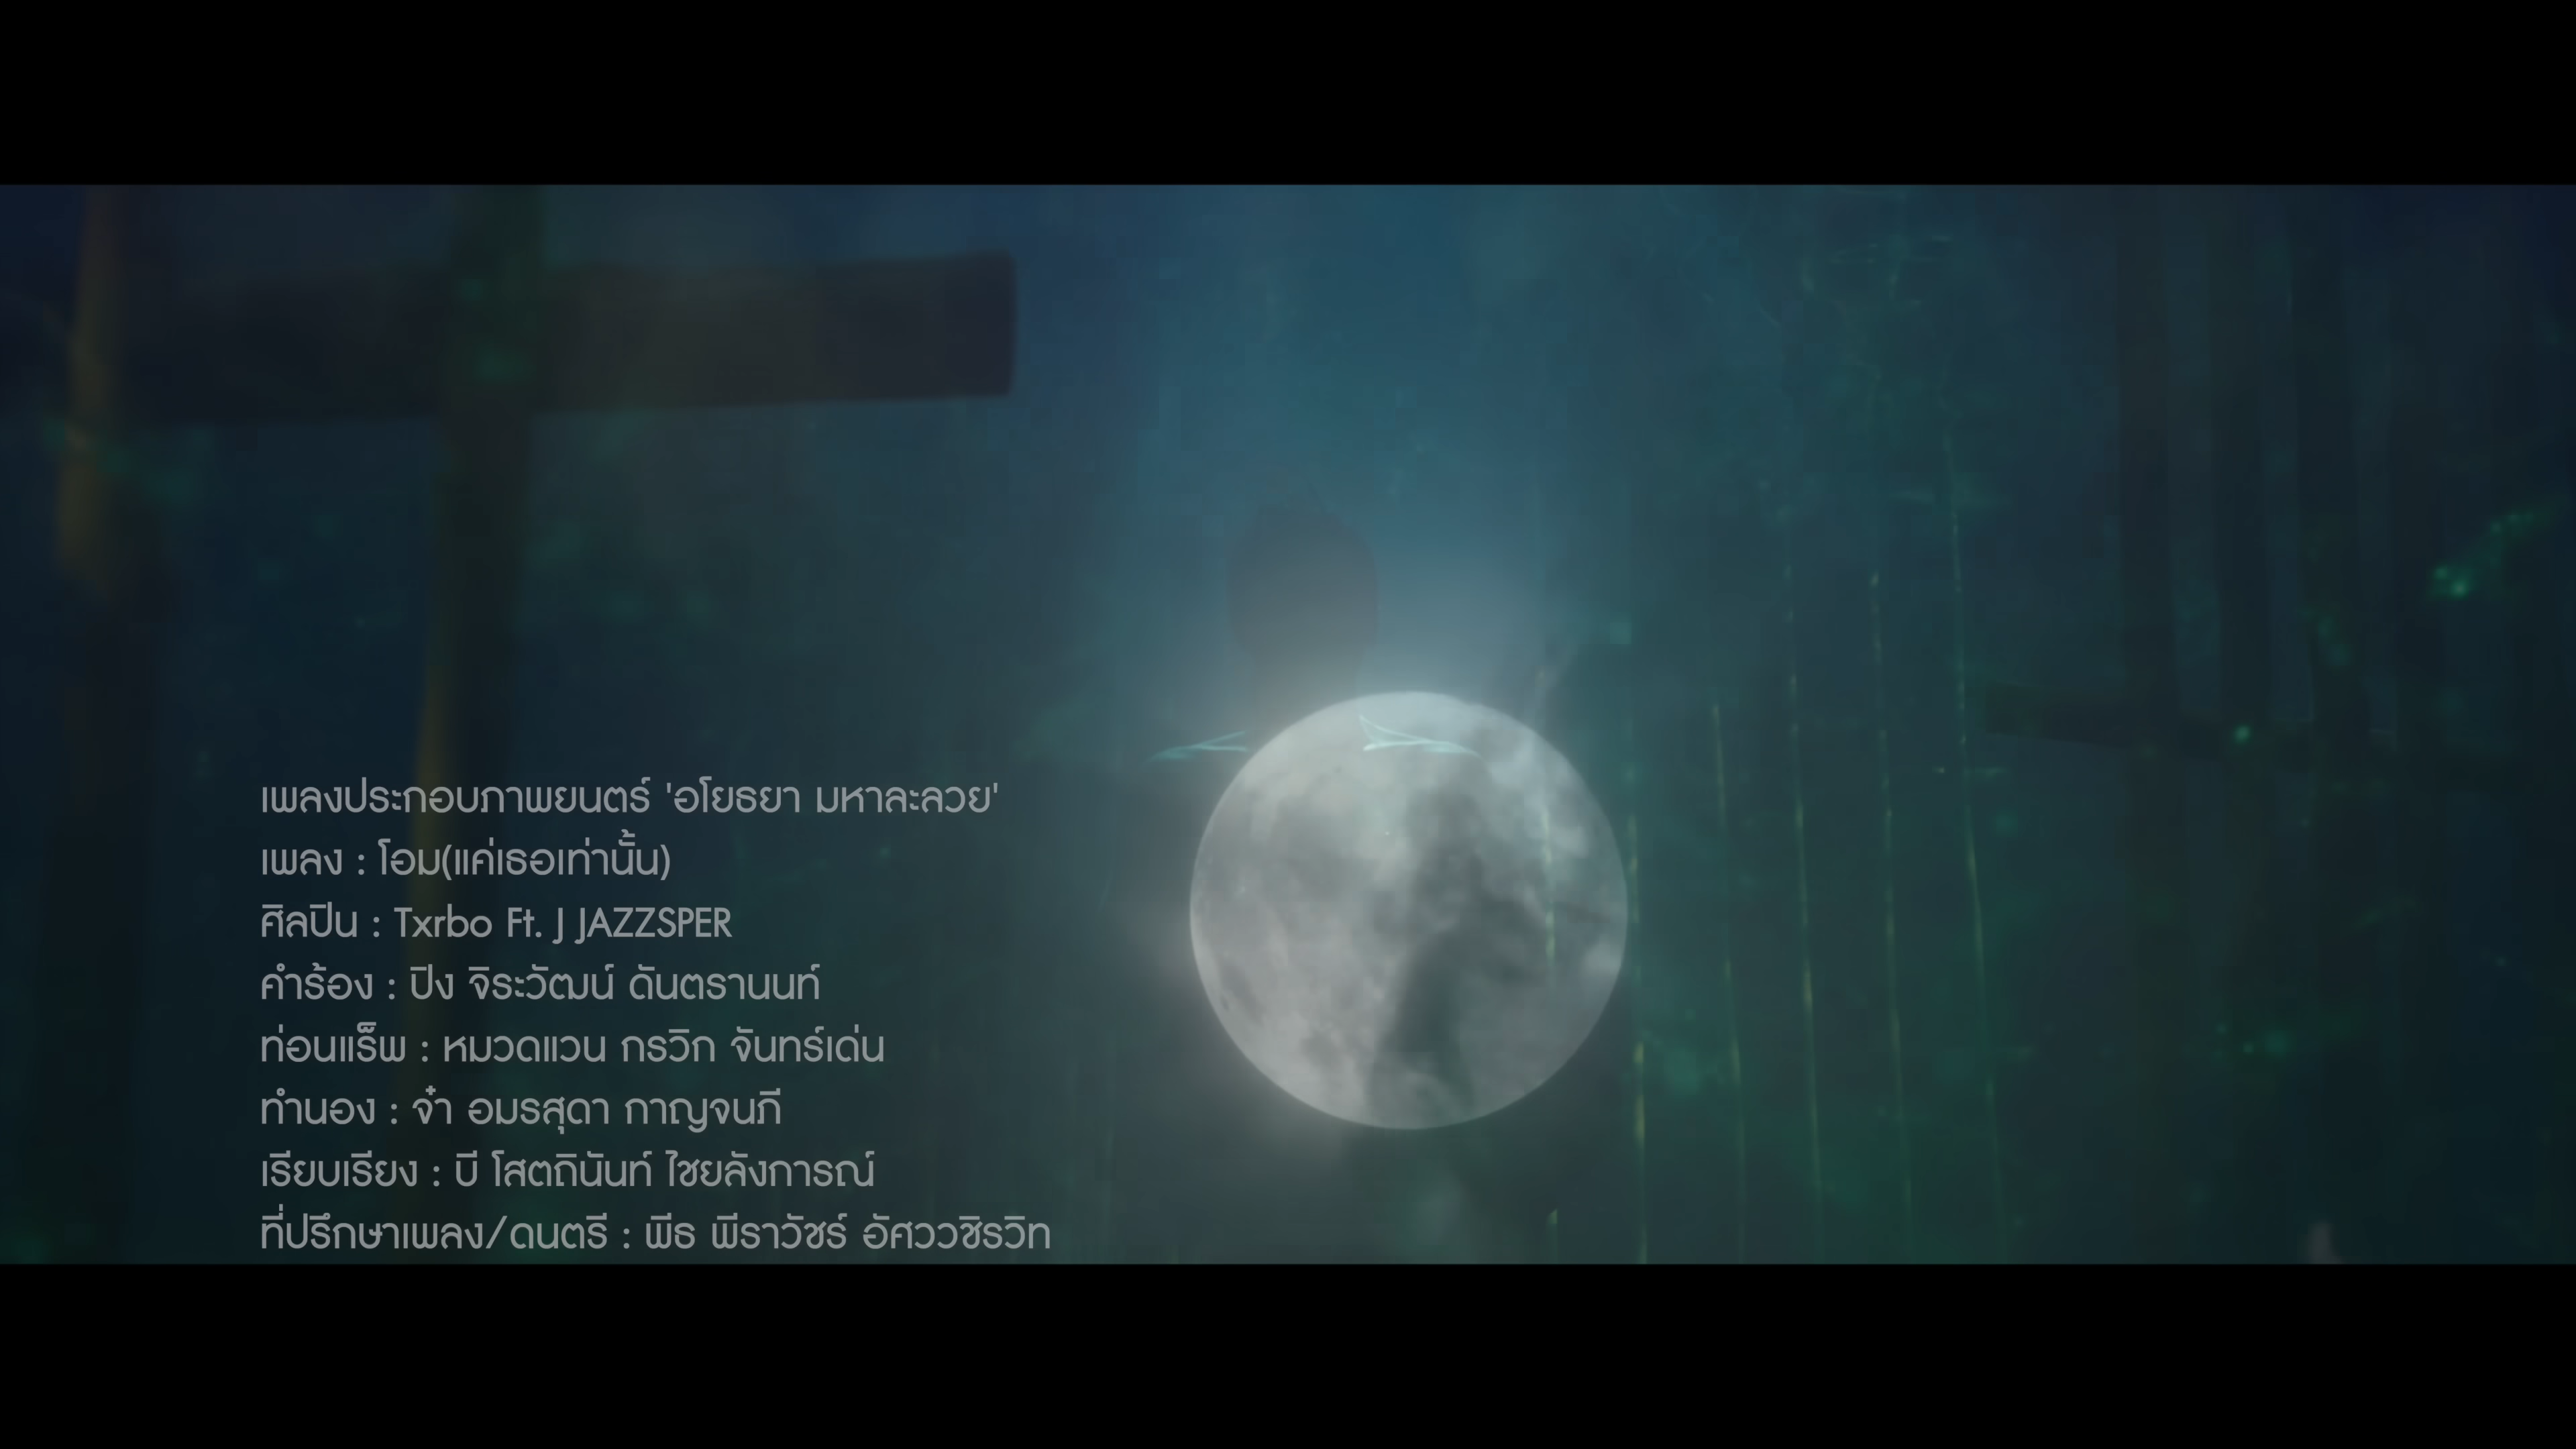 เพลงประกอบภาพยนตร์ 'อโยธยา มหาละลวย'
เพลง : โอม(แค่เธอเท่านั้น)
ศิลปิน : Txrbo Ft. J JAZZSPER
คำร้อง : ปิง จิระวัฒน์ ตันตรานนท์
ท่อนแร็พ : หมวดแวน กรวิก จันทร์เด่น
ทำนอง : จ๋า อมรสุดา กาญจนภี
เรียบเรียง : บี โสตถินันท์ ไชยลังการณ์
ที่ปรึกษาเพลง/ดนตรี : พีธ พีราวัชร์ อัศววชิรวิท